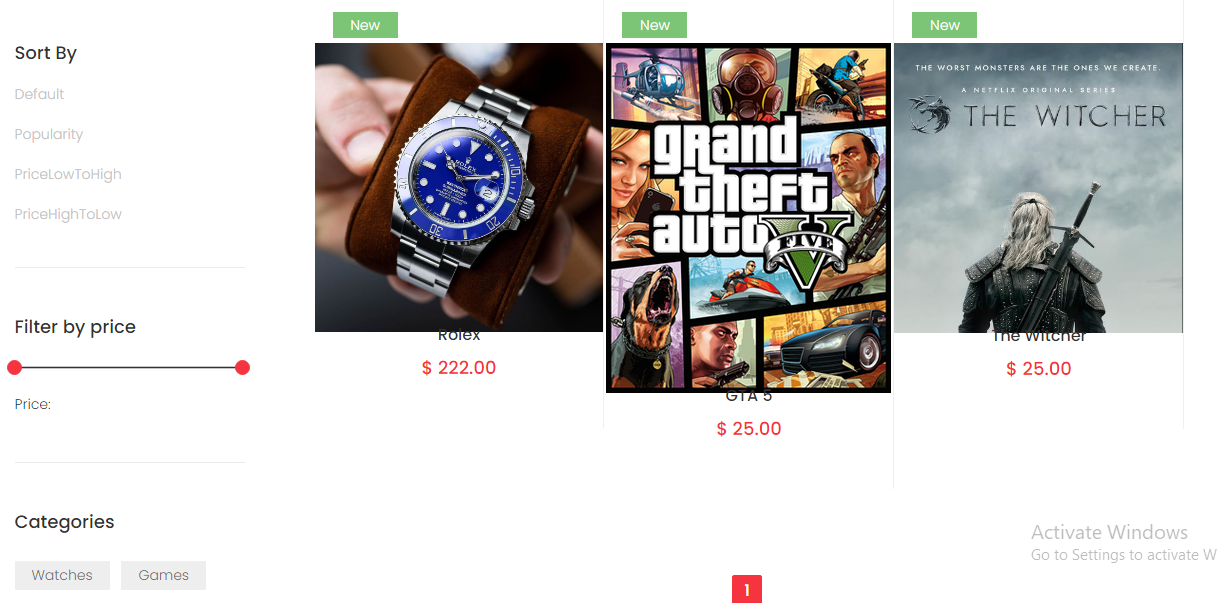 Sort By
Default
Popularity
PriceLowToHigh
PriceHighToLow
Filter by price
Price:
Categories
Watches
Games
New
ROLEX
Rolex
$ 222.00
New
grand
theft
auto
V
FIVE
GTA 5
$ 25.00
New
THE WORST MONSTERS ARE THE ONES WE CREATE.
A NETFLIX ORIGINAL SERIES
THE WITCHER
The Witcher
$ 25.00
1
Activate Windows
Go to Settings to activate W